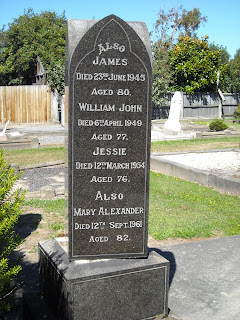 Also
James
Died 23rd June 1945
Aged 80.
William John
Died 6th April 1949
Aged 77.
Jessie
Died 12th March 1954
Aged 76.
Also
Mary Alexander
Died 12th Sept. 1961
Aged 82.